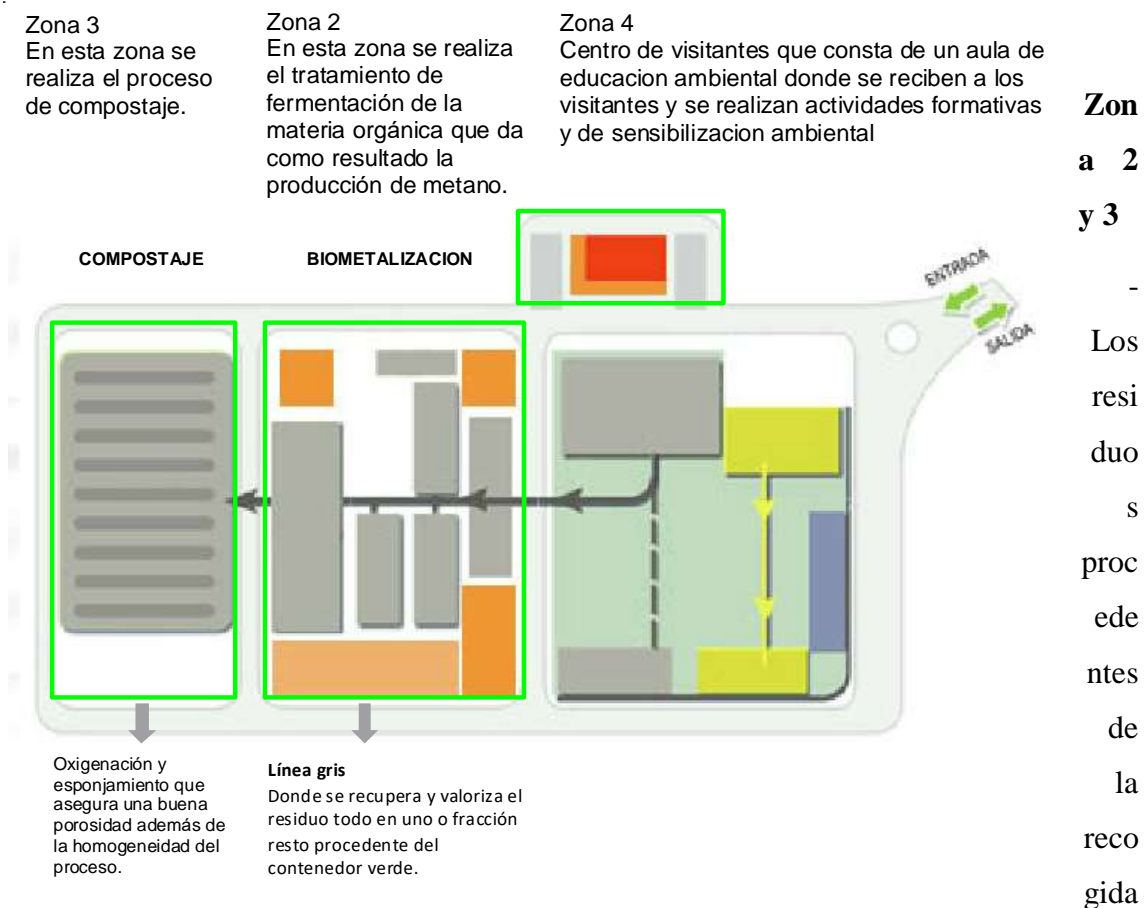 Zona 3
En esta zona se
realiza el proceso
de compostaje.
Zona 2
En esta zona se realiza
el tratamiento de
fermentación de la
materia orgánica que da
como resultado la
producción de metano.
Zona 4
Centro de visitantes que consta de un aula de
educacion ambiental donde se reciben a los
visitantes y se realizan actividades formativas
y de sensibilizacion ambiental
COMPOSTAJE
BIOMETALIZACION
ENTRADA
SALIDA
Oxigenación y
esponjamiento que
asegura una buena
porosidad además de
la homogeneidad del
proceso.
Línea gris
Donde se recupera y valoriza el
residuo todo en uno o fracción
resto procedente del
contenedor verde.
Zon
a 2
y 3
-
Los
resi
duo
s
proc
ede
ntes
de
la
reco
gida